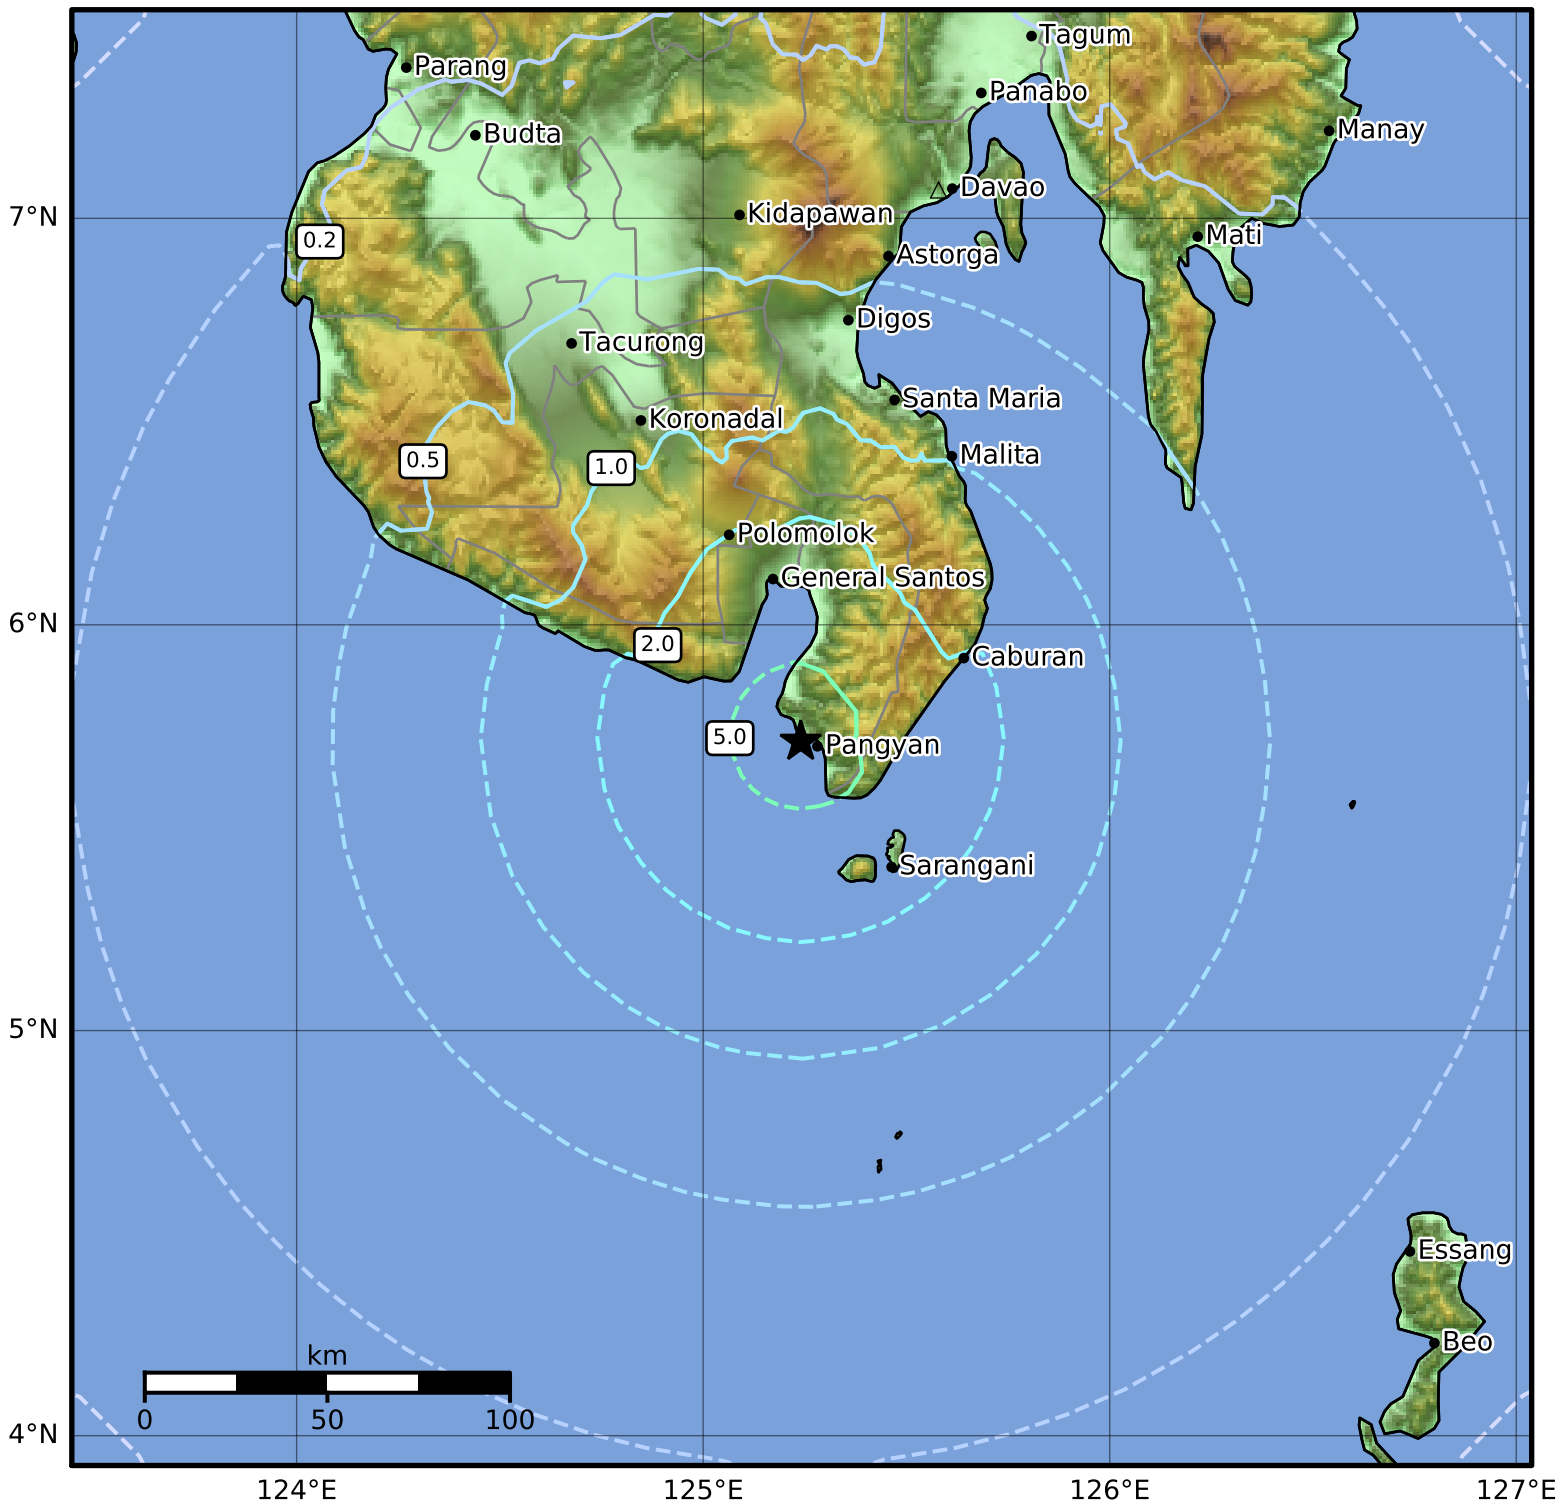 Tagum
Parang
Panabo
Budta
Manay
Davao
7°N
Kidapawan
Mati
0.2
Astorga
Digos
Tacurong
Santa Maria
Koronadal
Malita
0.5
1.0
Polomolok
General Santos
6°N
2.0
Caburan
5.0
Pangyan
Sarangani
5°N
Essang
Beo
km
0 50 100
4°N
124°E 125°E 126°E 127°E